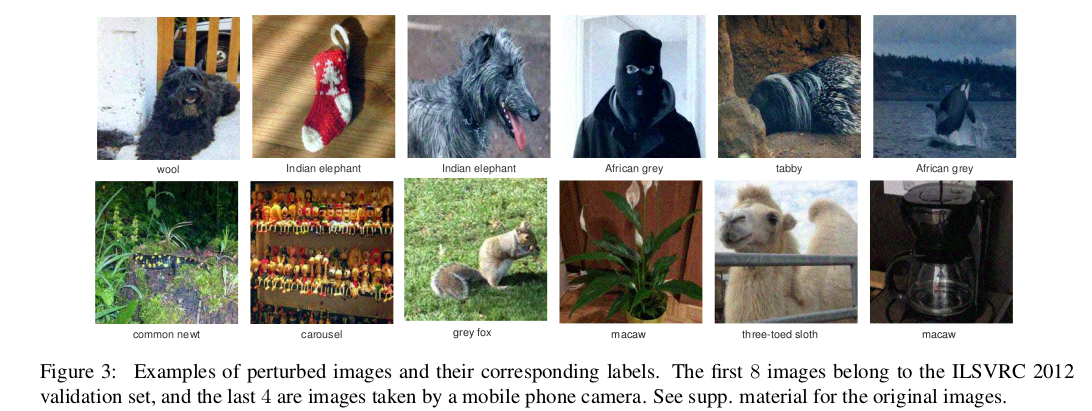 wool Indian elephant Indian elephant African grey tabby African grey
common newt carousel grey fox macaw three-toed sloth macaw
Figure 3: Examples of perturbed images and their corresponding labels. The first 8 images belong to the ILSVRC 2012
validation set, and the last 4 are images taken by a mobile phone camera. See supp. material for the original images.